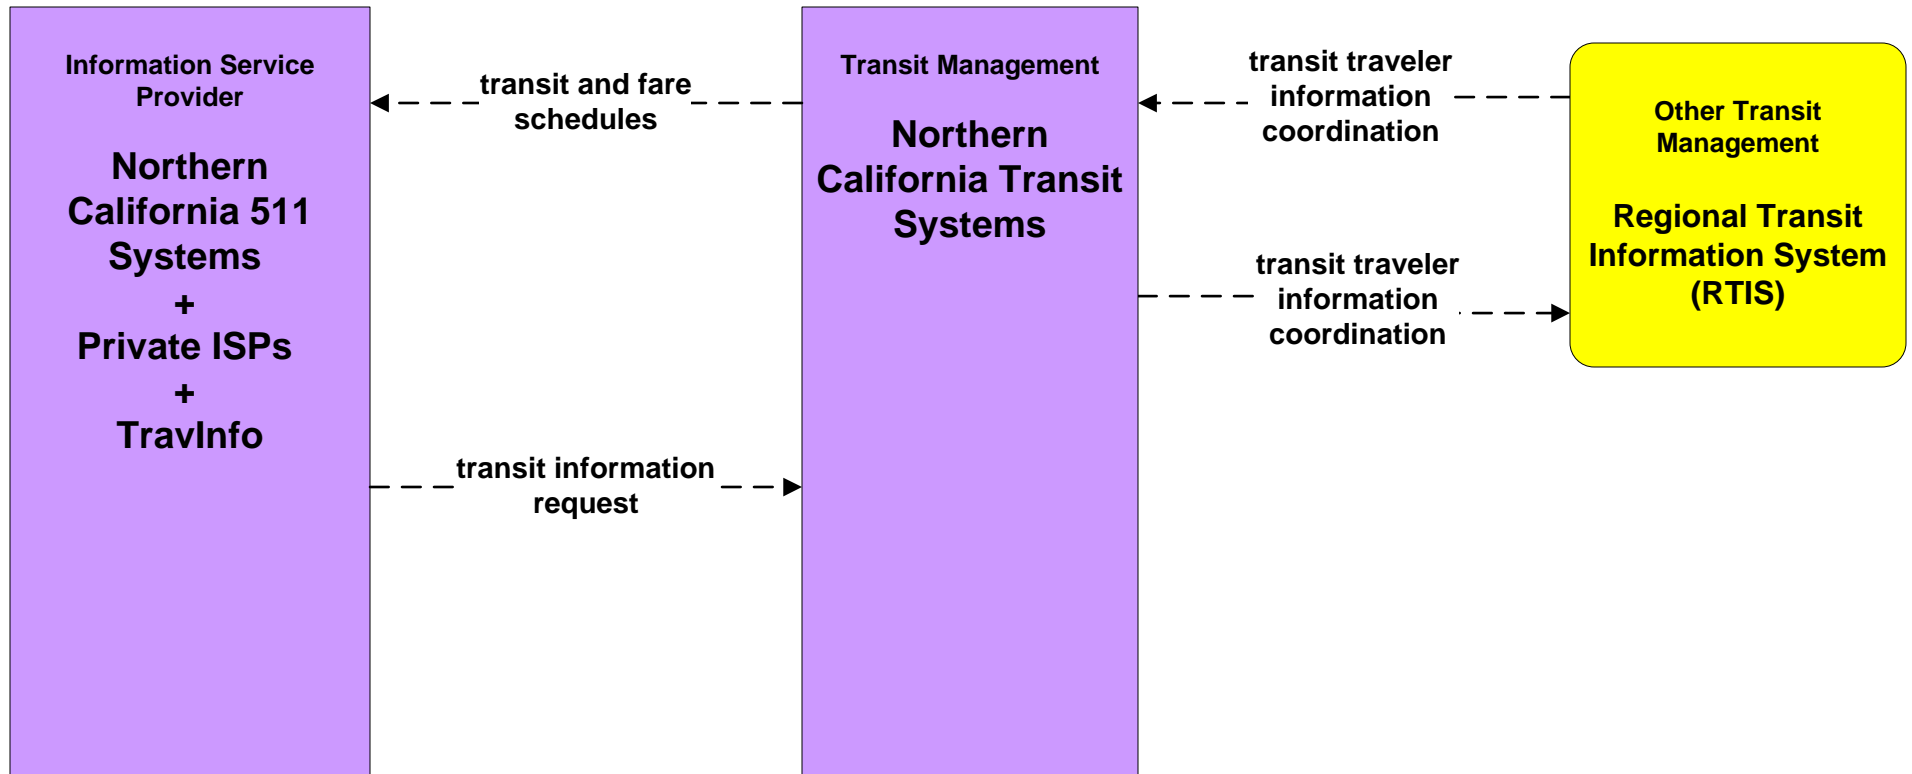 Information Service
Provider
Northern
California 511
Systems
+
Private ISPs
+
TravInfo
transit and fare
schedules
transit information
request
Transit Management
Northern
California Transit
Systems
transit traveler
information
coordination
transit traveler
information
coordination
Other Transit
Management
Regional Transit
Information System
(RTIS)